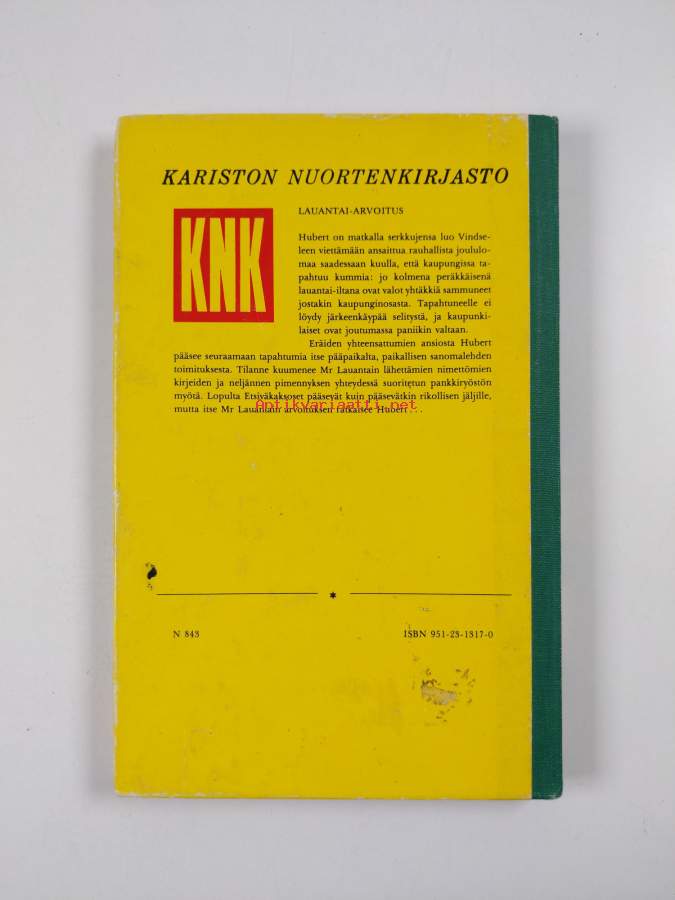 KARISTON NUORTENKIRJASTO
KNK
LAUANTAI-ARVOITUS
Hubert on matkalla serkkujensa luo Vindse-
leen viettämään ansaittua rauhallista joululo-
maa saadessaan kuulla, että kaupungissa ta-
pahtuu kummia: jo kolmena peräkkäisenä
lauantai-iltana ovat valot yhtäkkiä sammuneet
jostakin kaupunginosasta. Tapahtuneelle ei
löydy järkeenkäypää selitystä, ja kaupunki-
laiset ovat joutumassa paniikin valtaan.
Eräiden yhteensattumien ansiosta Hubert
pääsee seuraamaan tapahtumia itse pääpaikalta, paikallisen sanomalehden
toimituksesta. Tilanne kuumenee Mr Lauantain lähettämien nimettömien
kirjeiden ja neljännen pimennyksen yhteydessä suoritetun pankkiryöstön
myötä. Lopulta Etsiväkaksoset pääsevät kuin pääsevätkin rikollisen jäljille,
mutta itse Mr Lauantain arvoituksen ratkaisee Hubert...
Antikvariaatti.net
N 843
ISBN 951-23-1317-0